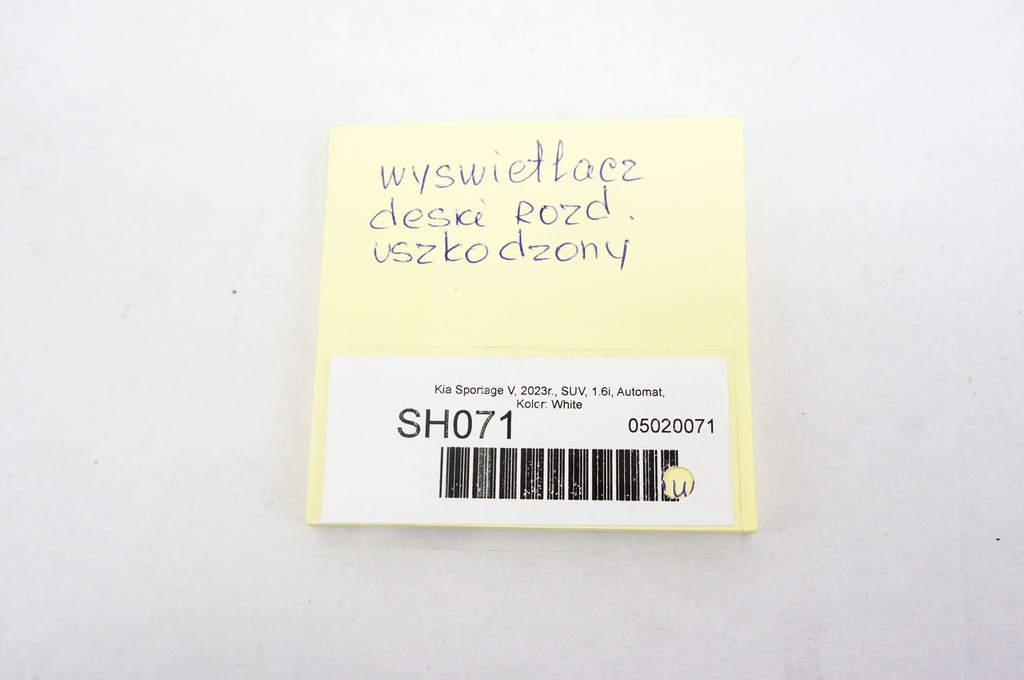 wyswietlacz
deski Rozd.
uszkodzony
Kia Sportage V, 2023r., SUV, 1.6i, Automat,
Kolor: White
SH071
05020071
u